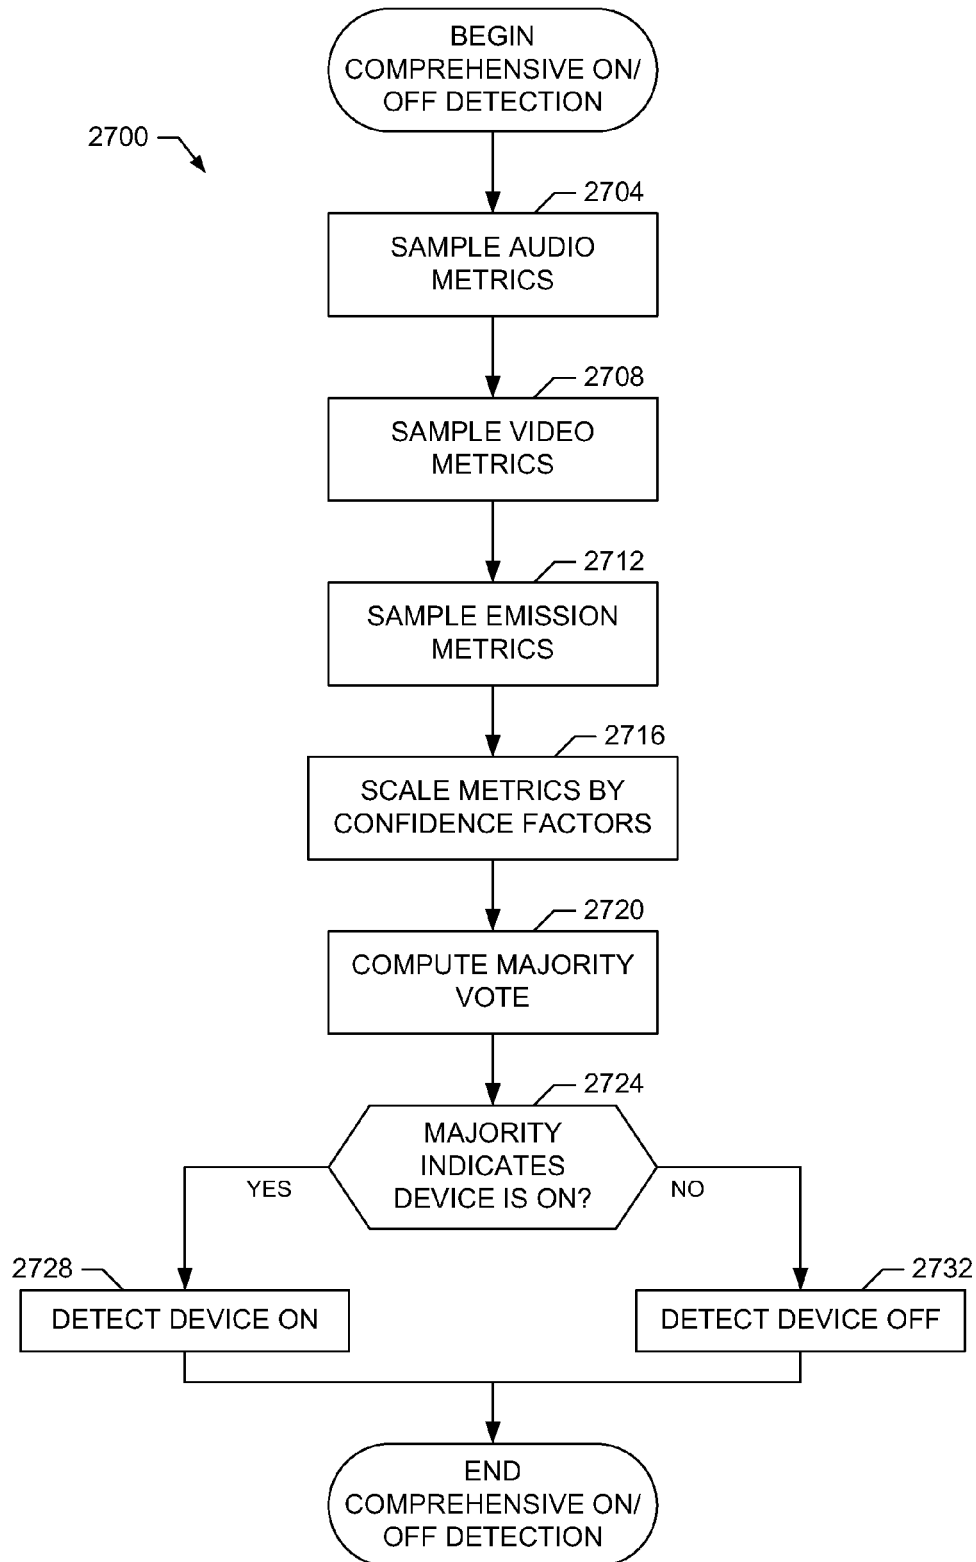 BEGIN
COMPREHENSIVE ON/
OFF DETECTION
2700
2704
SAMPLE AUDIO
METRICS
2708
SAMPLE VIDEO
METRICS
2712
SAMPLE EMISSION
METRICS
2716
SCALE METRICS BY
CONFIDENCE FACTORS
2720
COMPUTE MAJORITY
VOTE
2724
MAJORITY
INDICATES
DEVICE IS ON?
YES
NO
2728
DETECT DEVICE ON
2732
DETECT DEVICE OFF
END
COMPREHENSIVE ON/
OFF DETECTION